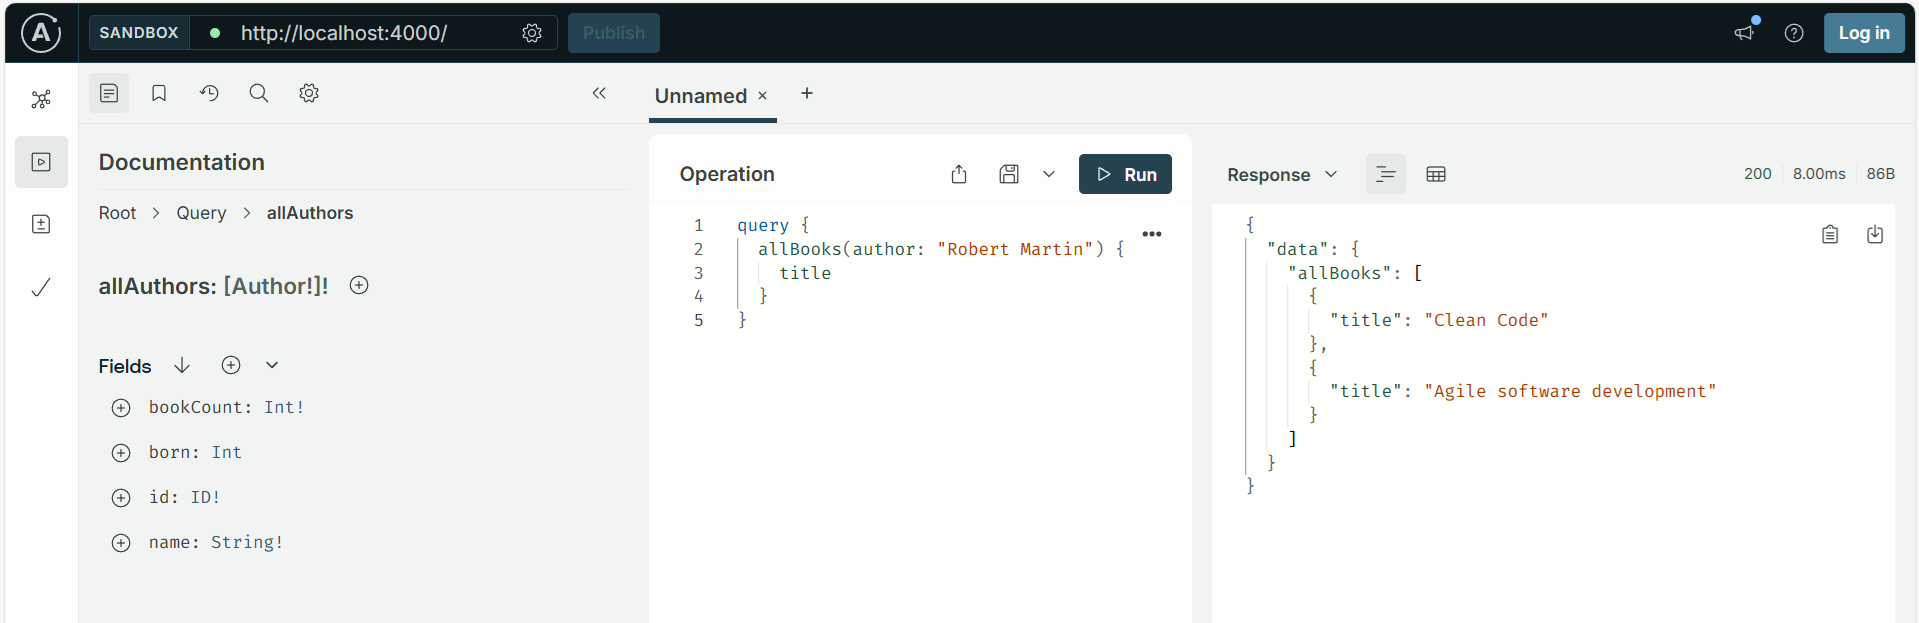 A SANDBOX http://localhost:4000/ Publish Log in
Unnamed × +
Documentation
Root > Query > allAuthors
allAuthors: [Author!]!
Fields
bookCount: Int!
born: Int
id: ID!
name: String!
Operation Run
1 query {
2 allBooks(author: "Robert Martin") {
3 title
4 }
5 }
Response 200 8.00ms 86B
{
"data": {
"allBooks": [
{
"title": "Clean Code"
},
{
"title": "Agile software development"
}
]
}
}